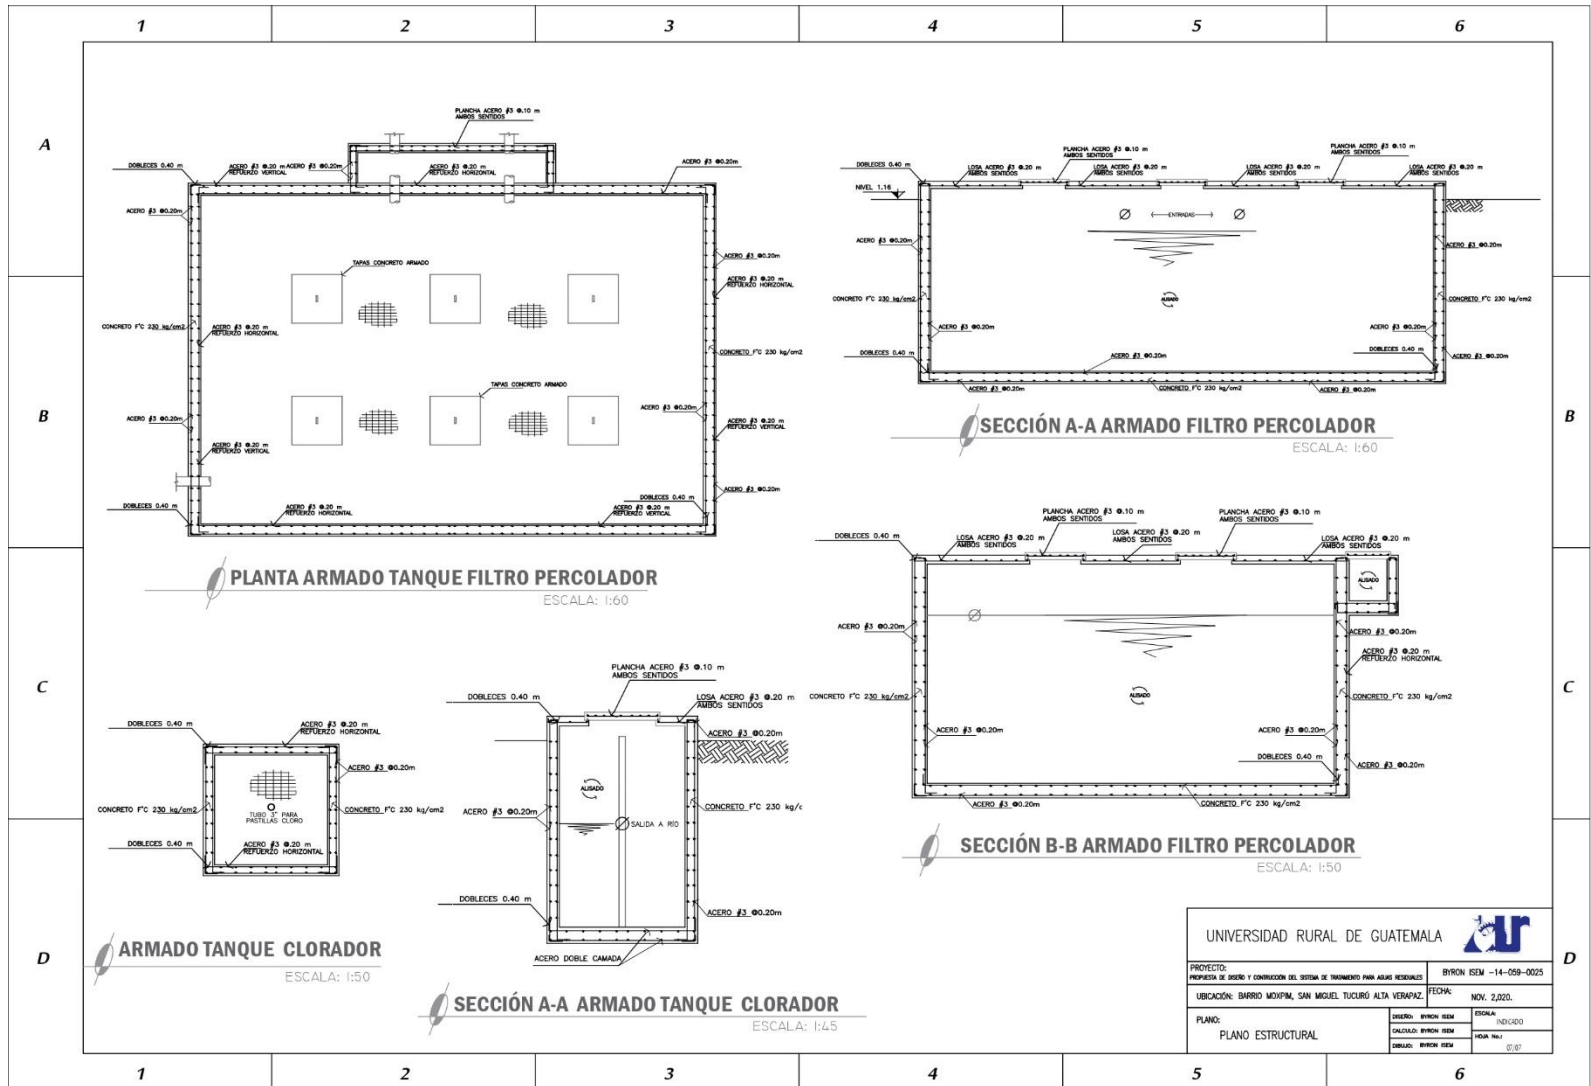 1 2 3 4 5 6
A
B
C
D
A
B
C
D
PLANCHA ACERO #3 @.10 m
AMBOS SENTIDOS
DOBLECES 0.40 m
ACERO #3 @.20 m
REFUERZO VERTICAL
ACERO #3 @0.20m
ACERO #3 @.20 m
REFUERZO HORIZONTAL
ACERO #3 @0.20m
ACERO #3 @0.20m
TAPAS CONCRETO ARMADO
ACERO #3 @0.20m
ACERO #3 @.20 m
REFUERZO HORIZONTAL
CONCRETO F'C 230 kg/cm2
ACERO #3 @.20 m
REFUERZO HORIZONTAL
CONCRETO F'C 230 kg/cm2
TAPAS CONCRETO ARMADO
ACERO #3 @0.20m
ACERO #3 @0.20m
ACERO #3 @.20 m
REFUERZO VERTICAL
ACERO #3 @.20 m
REFUERZO VERTICAL
ACERO #3 @0.20m
DOBLECES 0.40 m
DOBLECES 0.40 m
ACERO #3 @.20 m
REFUERZO HORIZONTAL
ACERO #3 @.20 m
REFUERZO VERTICAL
PLANTA ARMADO TANQUE FILTRO PERCOLADOR
ESCALA: 1:60
DOBLECES 0.40 m
LOSA ACERO #3 @.20 m
AMBOS SENTIDOS
PLANCHA ACERO #3 @.10 m
AMBOS SENTIDOS
LOSA ACERO #3 @.20 m
AMBOS SENTIDOS
LOSA ACERO #3 @.20 m
AMBOS SENTIDOS
PLANCHA ACERO #3 @.10 m
AMBOS SENTIDOS
LOSA ACERO #3 @.20 m
AMBOS SENTIDOS
NIVEL 1.16
ENTRADAS
ACERO #3 @0.20m
ACERO #3 @0.20m
ALISADO
CONCRETO F'C 230 kg/cm2
CONCRETO F'C 230 kg/cm2
ACERO #3 @0.20m
ACERO #3 @0.20m
DOBLECES 0.40 m
DOBLECES 0.40 m
ACERO #3 @0.20m
ACERO #3 @0.20m
ACERO #3 @0.20m
CONCRETO F'C 230 kg/cm2
ACERO #3 @0.20m
SECCIÓN A-A ARMADO FILTRO PERCOLADOR
ESCALA: 1:60
DOBLECES 0.40 m
LOSA ACERO #3 @.20 m
AMBOS SENTIDOS
PLANCHA ACERO #3 @.10 m
AMBOS SENTIDOS
LOSA ACERO #3 @.20 m
AMBOS SENTIDOS
PLANCHA ACERO #3 @.10 m
AMBOS SENTIDOS
LOSA ACERO #3 @.20 m
AMBOS SENTIDOS
ALISADO
ACERO #3 @0.20m
ACERO #3 @0.20m
ACERO #3 @.20 m
REFUERZO HORIZONTAL
CONCRETO F'C 230 kg/cm2
ALISADO
CONCRETO F'C 230 kg/cm2
ACERO #3 @0.20m
ACERO #3 @0.20m
DOBLECES 0.40 m
ACERO #3 @0.20m
ACERO #3 @0.20m
CONCRETO F'C 230 kg/cm2
SECCIÓN B-B ARMADO FILTRO PERCOLADOR
ESCALA: 1:50
DOBLECES 0.40 m
ACERO #3 @.20 m
REFUERZO HORIZONTAL
ACERO #3 @0.20m
CONCRETO F'C 230 kg/cm2
CONCRETO F'C 230 kg/cm2
TUBO 3" PARA
PASTILLAS CLORO
DOBLECES 0.40 m
ACERO #3 @.20 m
REFUERZO HORIZONTAL
ARMADO TANQUE CLORADOR
ESCALA: 1:50
PLANCHA ACERO #3 @.10 m
AMBOS SENTIDOS
DOBLECES 0.40 m
LOSA ACERO #3 @.20 m
AMBOS SENTIDOS
ACERO #3 @0.20m
ALISADO
ACERO #3 @0.20m
CONCRETO F'C 230 kg/c
SALIDA A RÍO
DOBLECES 0.40 m
ACERO #3 @0.20m
ACERO DOBLE CAMADA
SECCIÓN A-A ARMADO TANQUE CLORADOR
ESCALA: 1:45
UNIVERSIDAD RURAL DE GUATEMALA
PROYECTO:
PROPUESTA DE DISEÑO Y CONTRUCCIÓN DEL SISTEMA DE TRATAMIENTO PARA AGUAS RESIDUALES
BYRON ISEM -14-059-0025
UBICACIÓN: BARRIO MOXPIM, SAN MIGUEL TUCURÚ ALTA VERAPAZ.
FECHA:
NOV. 2,020.
PLANO:
PLANO ESTRUCTURAL
DISEÑO: BYRON ISEM
CALCULO: BYRON ISEM
DIBUJO: BYRON ISEM
ESCALA:
INDICADO
HOJA No.:
07/07
1 2 3 4 5 6